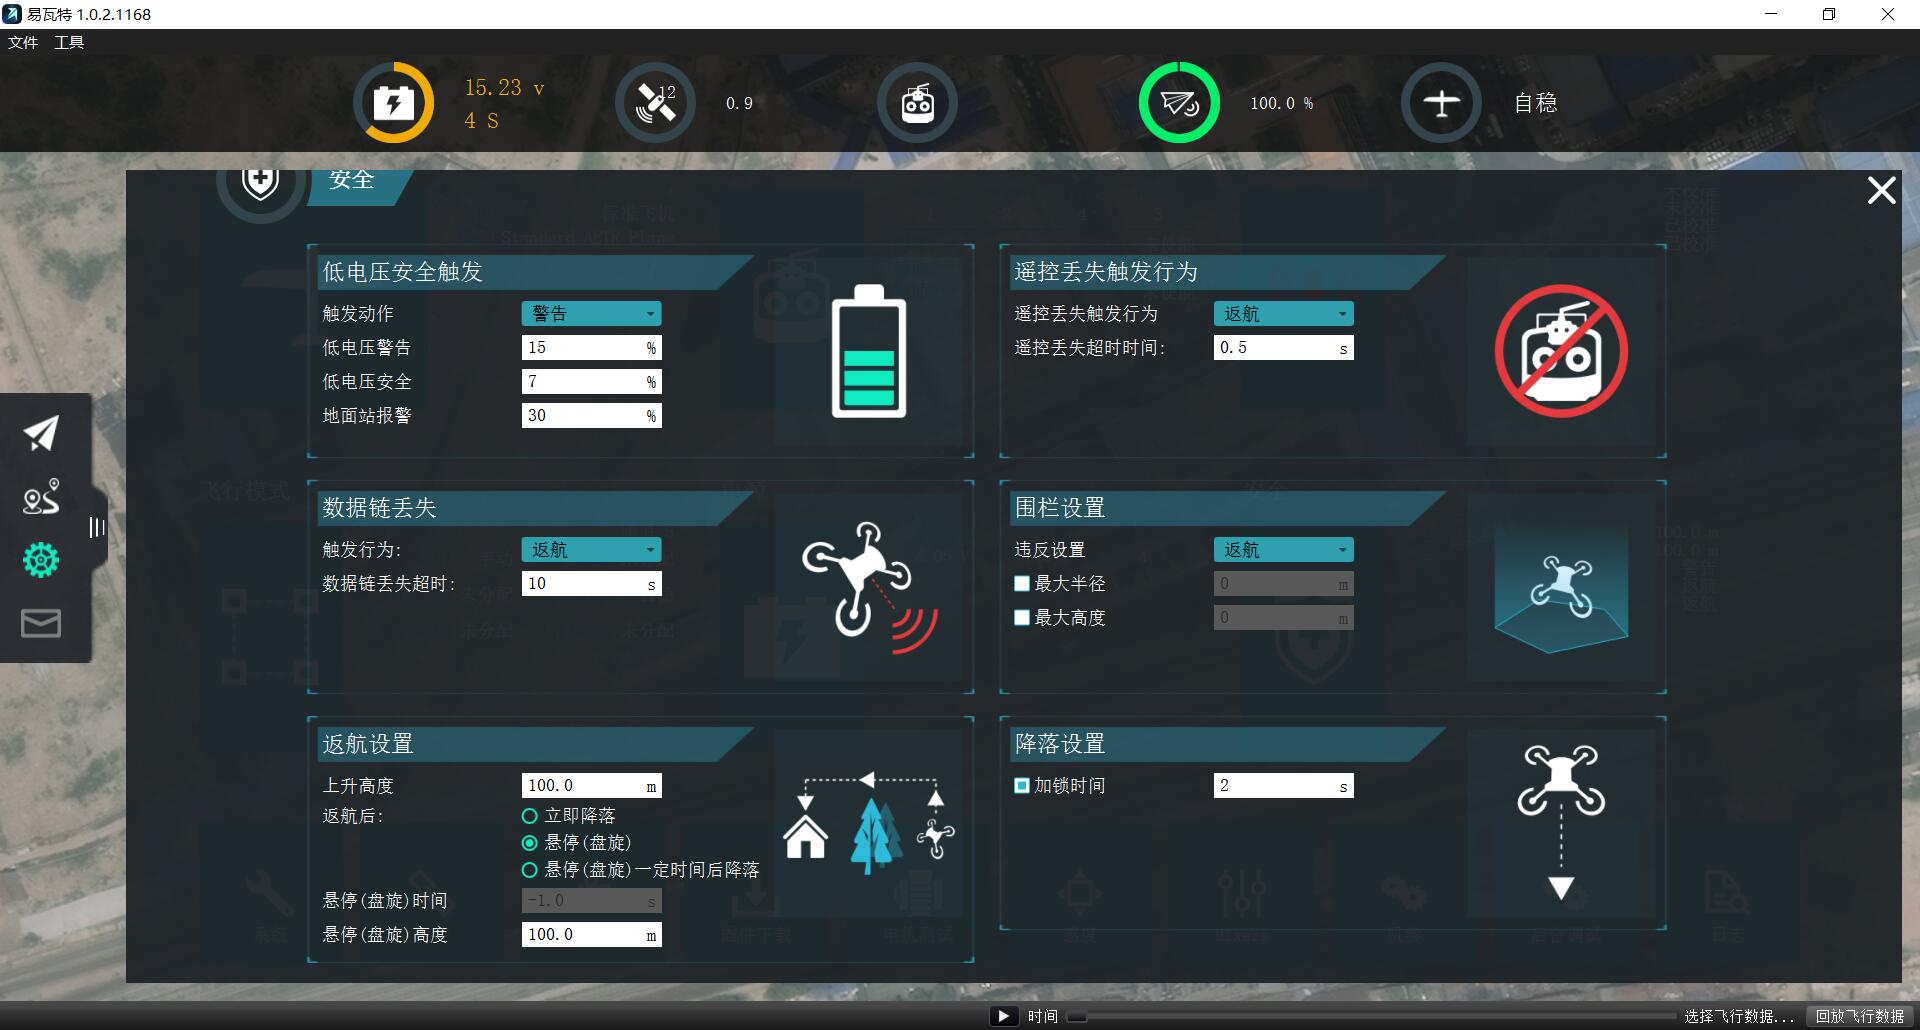 易瓦特 1.0.2.1168
文件 工具
15.23 v
4 S
12
0.9
100.0 %
自稳
安全
低电压安全触发
触发动作 警告
低电压警告 15 %
低电压安全 7 %
地面站报警 30 %
遥控丢失触发行为
遥控丢失触发行为 返航
遥控丢失超时时间: 0.5 s
数据链丢失
触发行为: 返航
数据链丢失超时: 10 s
围栏设置
违反设置 返航
最大半径 0 m
最大高度 0 m
返航设置
上升高度 100.0 m
返航后: 立即降落
悬停(盘旋)
悬停(盘旋)一定时间后降落
悬停(盘旋)时间 -1.0 s
悬停(盘旋)高度 100.0 m
降落设置
加锁时间 2 s
时间 选择飞行数据... 回放飞行数据